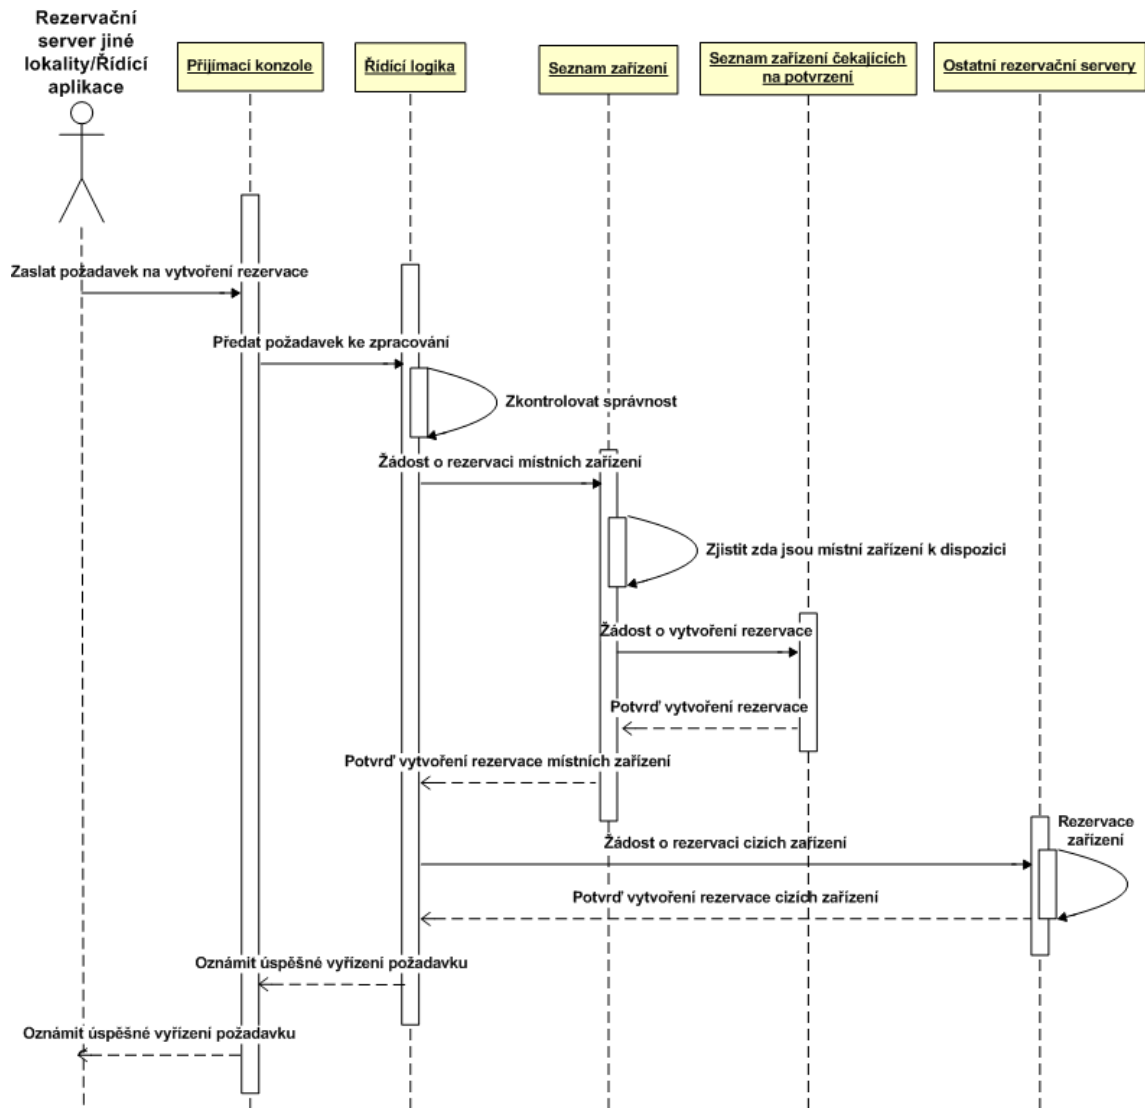 Rezervační
server jiné
lokality/Řídící
aplikace
Přijímací konzole
Řídící logika
Seznam zařízení
Seznam zařízení čekajících
na potvrzení
Ostatní rezervační servery
Zaslat požadavek na vytvoření rezervace
Předat požadavek ke zpracování
Zkontrolovat správnost
Žádost o rezervaci místních zařízení
Zjistit zda jsou místní zařízení k dispozici
Žádost o vytvoření rezervace
Potvrď vytvoření rezervace
Potvrď vytvoření rezervace místních zařízení
Rezervace
zařízení
Žádost o rezervaci cizích zařízení
Potvrď vytvoření rezervace cizích zařízení
Oznámit úspěšné vyřízení požadavku
Oznámit úspěšné vyřízení požadavku